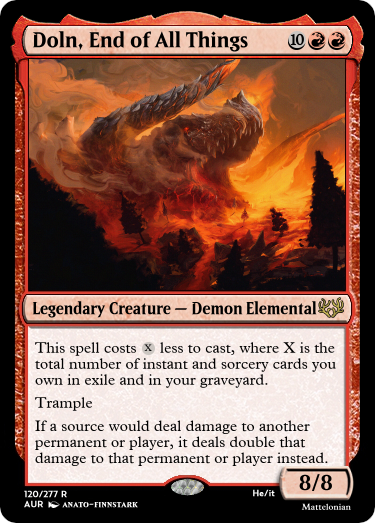 Doln, End of All Things 10
Legendary Creature — Demon Elemental
This spell costs X less to cast, where X is the
total number of instant and sorcery cards you
own in exile and in your graveyard.
Trample
If a source would deal damage to another
permanent or player, it deals double that
damage to that permanent or player instead.
8/8
120/277 R He/it
AUR ANATO-FINNSTARK Mattelonian